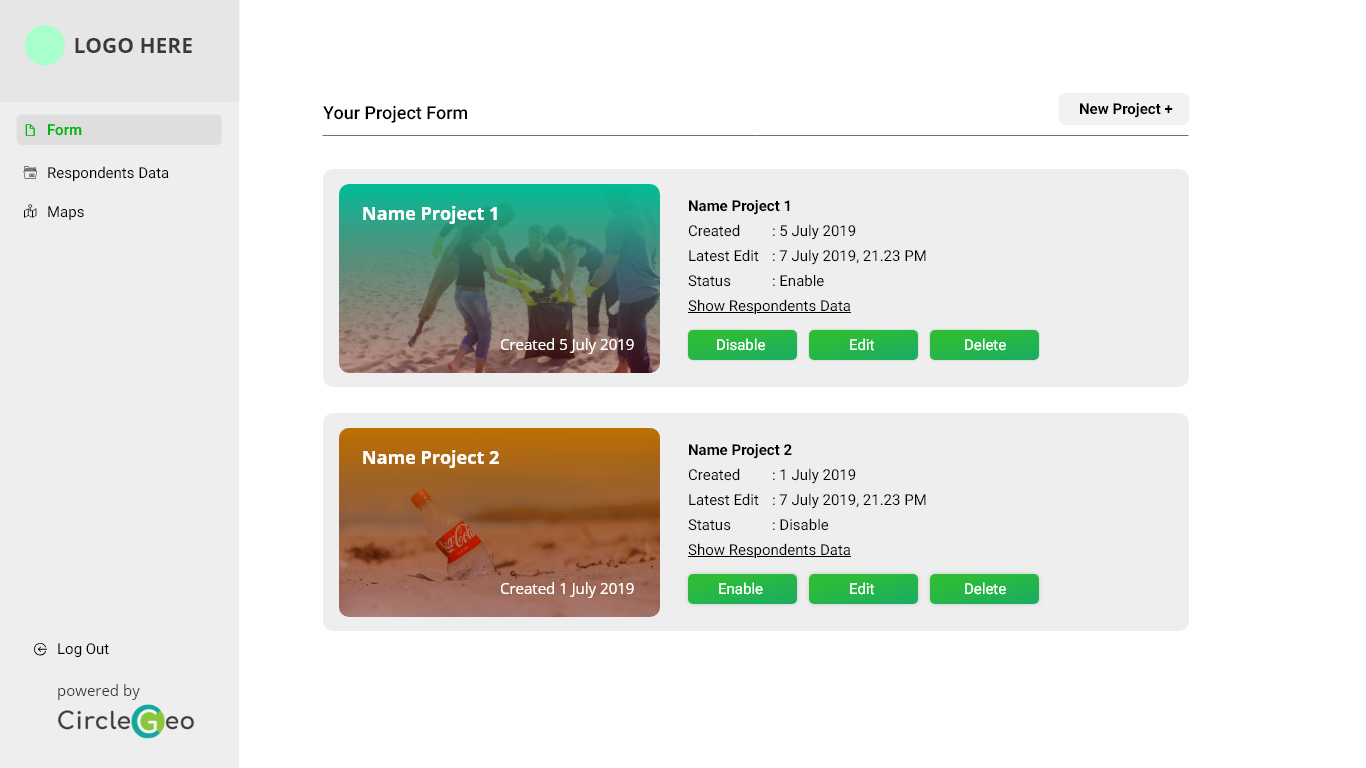 LOGO HERE
Form
Respondents Data
Maps
Your Project Form
New Project +
Name Project 1
Created 5 July 2019
Name Project 1
Created : 5 July 2019
Latest Edit : 7 July 2019, 21.23 PM
Status : Enable
Show Respondents Data
Disable Edit Delete
Name Project 2
Created 1 July 2019
Name Project 2
Created : 1 July 2019
Latest Edit : 7 July 2019, 21.23 PM
Status : Disable
Show Respondents Data
Enable Edit Delete
Log Out
powered by
CircleGeo